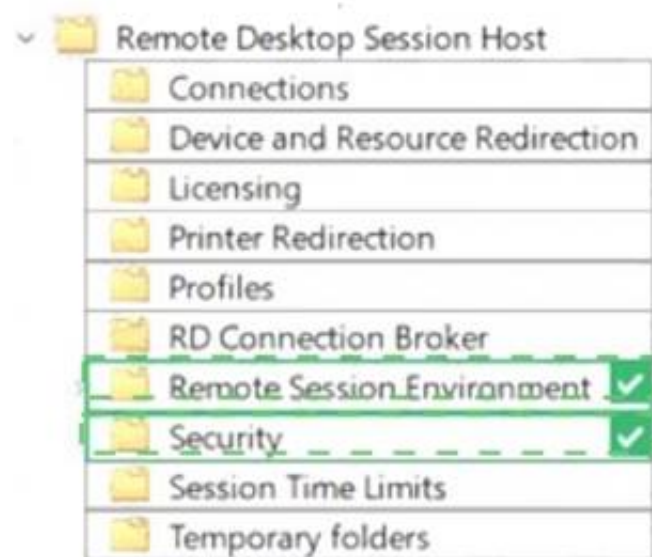 Remote Desktop Session Host
Connections
Device and Resource Redirection
Licensing
Printer Redirection
Profiles
RD Connection Broker
Remote Session Environment
Security
Session Time Limits
Temporary folders